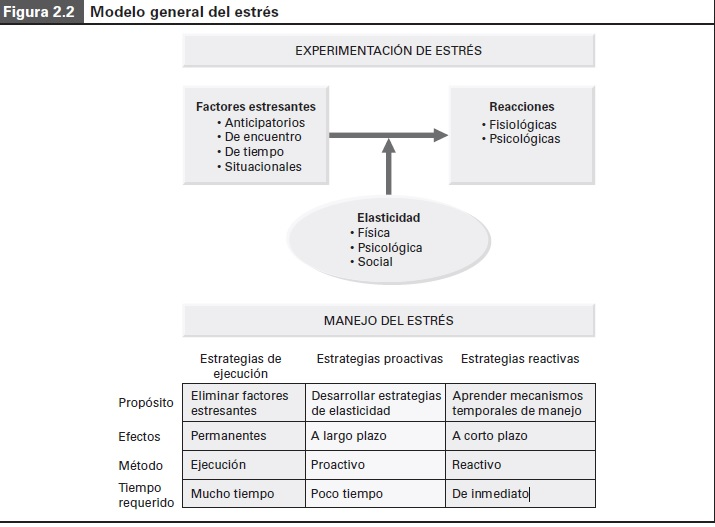 Figura 2.2 Modelo general del estrés
EXPERIMENTACIÓN DE ESTRÉS
Factores estresantes
• Anticipatorios
• De encuentro
• De tiempo
• Situacionales
Reacciones
• Fisiológicas
• Psicológicas
Elasticidad
• Física
• Psicológica
• Social
MANEJO DEL ESTRÉS
Estrategias de
ejecución
Estrategias proactivas
Estrategias reactivas
Propósito
Eliminar factores
estresantes
Desarrollar estrategias
de elasticidad
Aprender mecanismos
temporales de manejo
Efectos
Permanentes
A largo plazo
A corto plazo
Método
Ejecución
Proactivo
Reactivo
Tiempo
requerido
Mucho tiempo
Poco tiempo
De inmediato